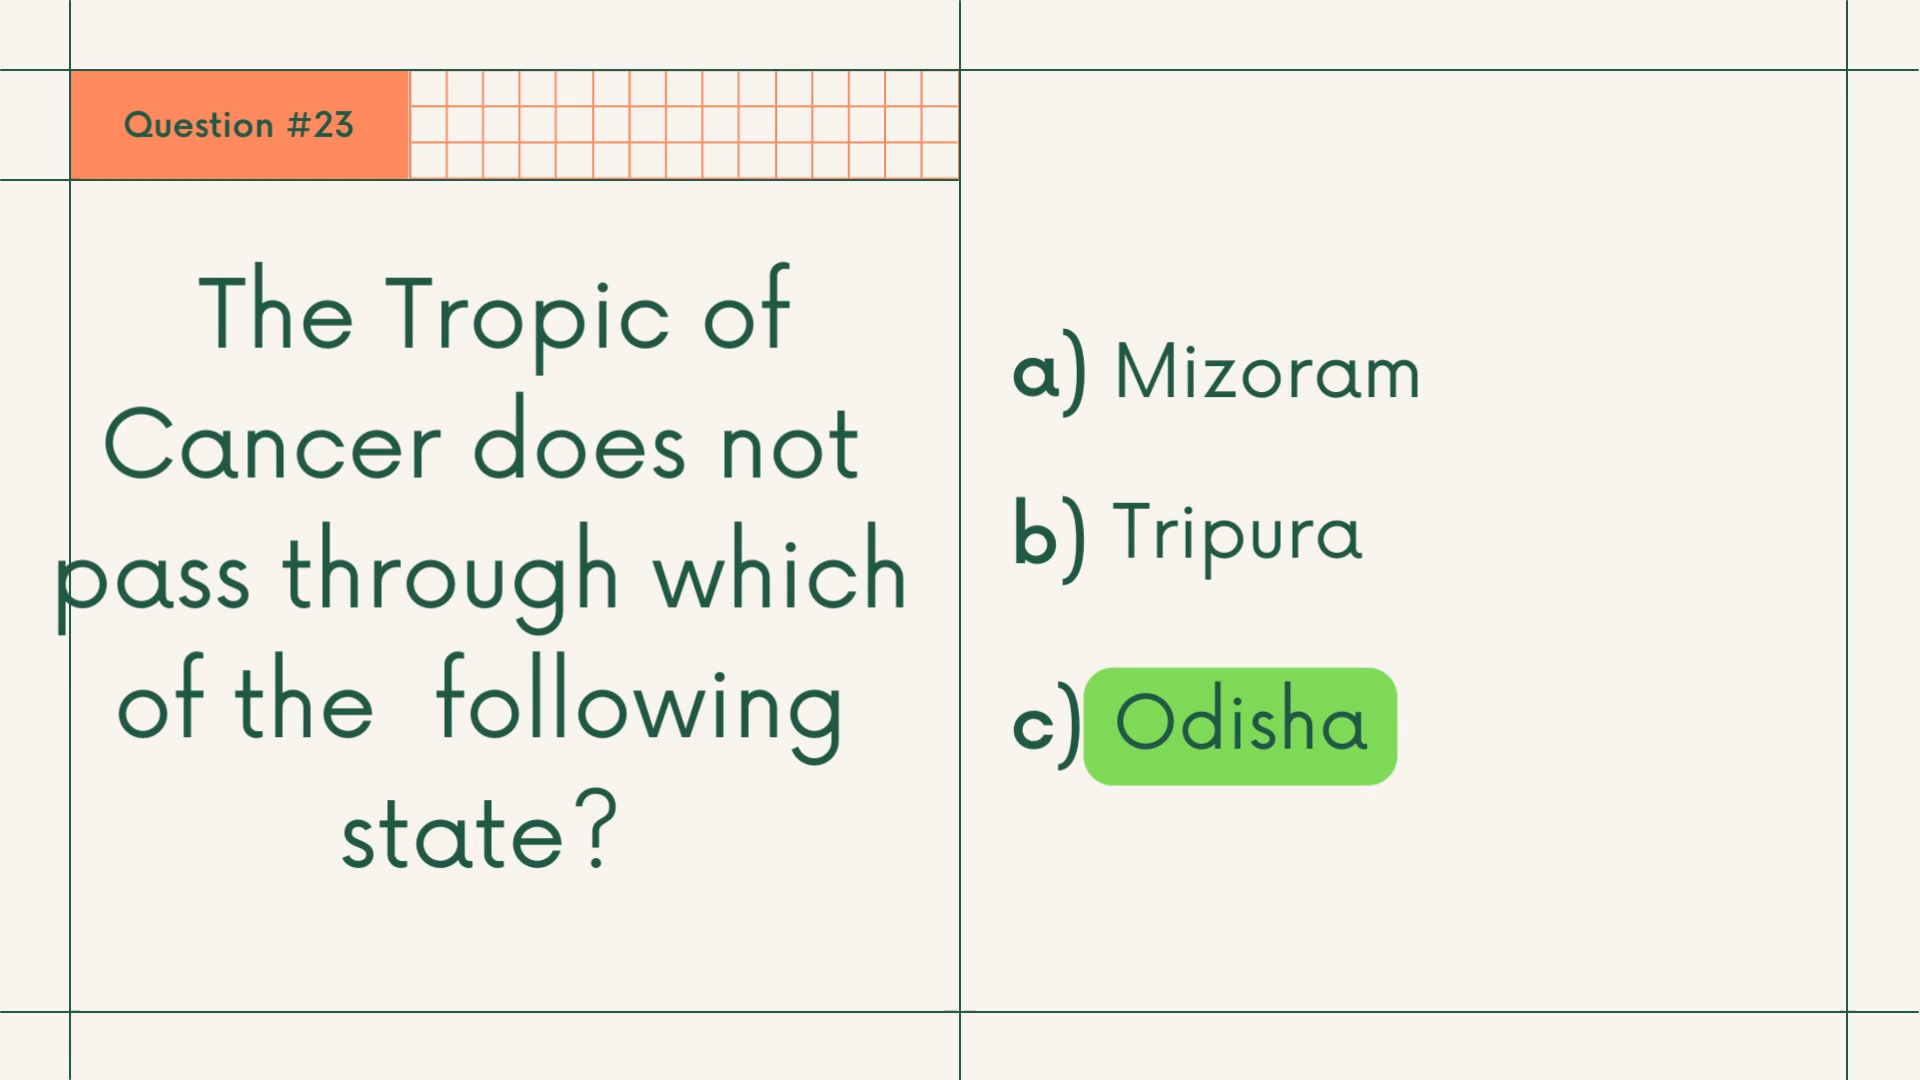 Question #23
The Tropic of
Cancer does not
pass through which
of the  following
state?
a) Mizoram
b) Tripura
c) Odisha